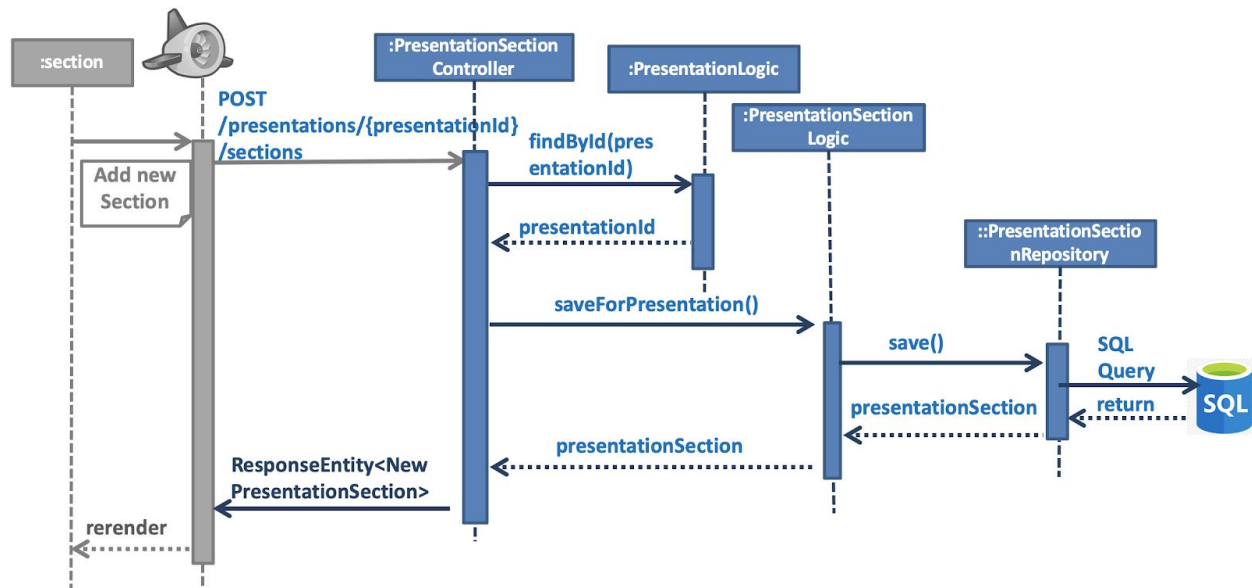 :section
:PresentationSection
Controller
:PresentationLogic
:PresentationSection
Logic
::PresentationSectio
nRepository
POST
/presentations/{presentationId}
/sections
Add new
Section
findById(pres
entationId)
presentationId
saveForPresentation()
save()
SQL
Query
SQL
return
presentationSection
presentationSection
ResponseEntity<New
PresentationSection>
rerender